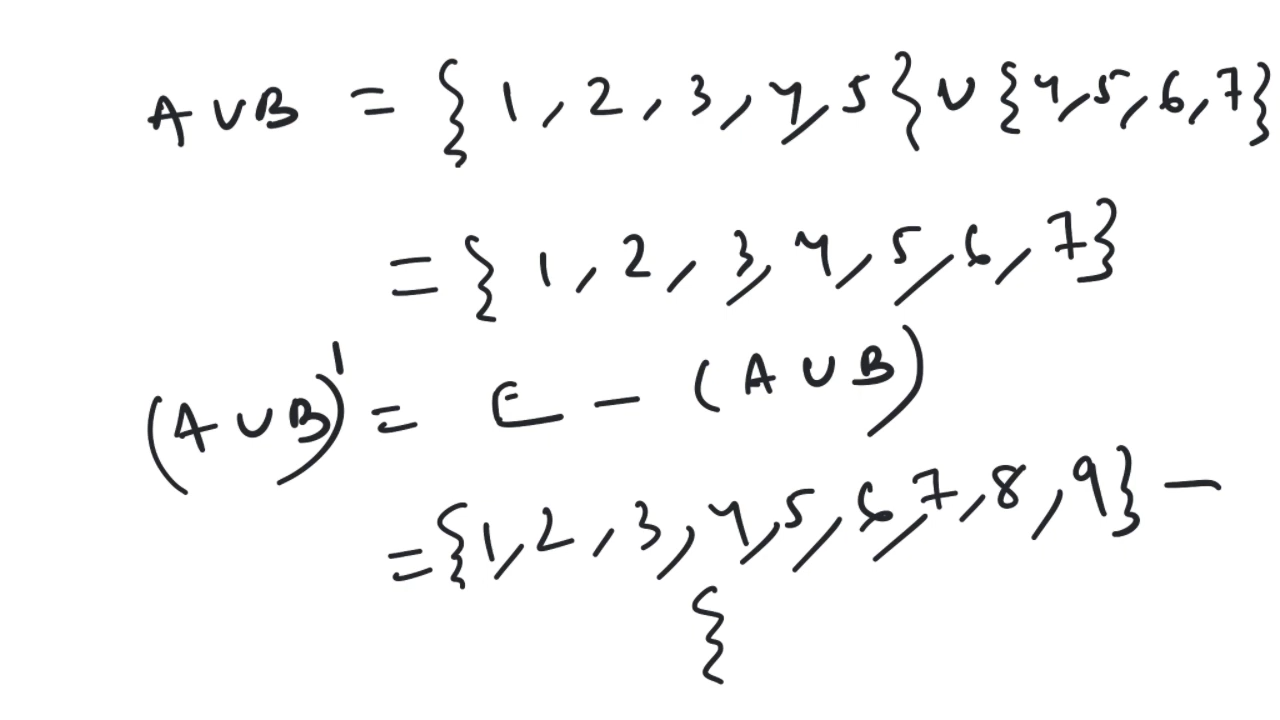 A ∪ B = { 1, 2, 3, 4, 5 } ∪ { 4, 5, 6, 7 }
= { 1, 2, 3, 4, 5, 6, 7 }
(A ∪ B)' = E − (A ∪ B)
= { 1, 2, 3, 4, 5, 6, 7, 8, 9 } −
{